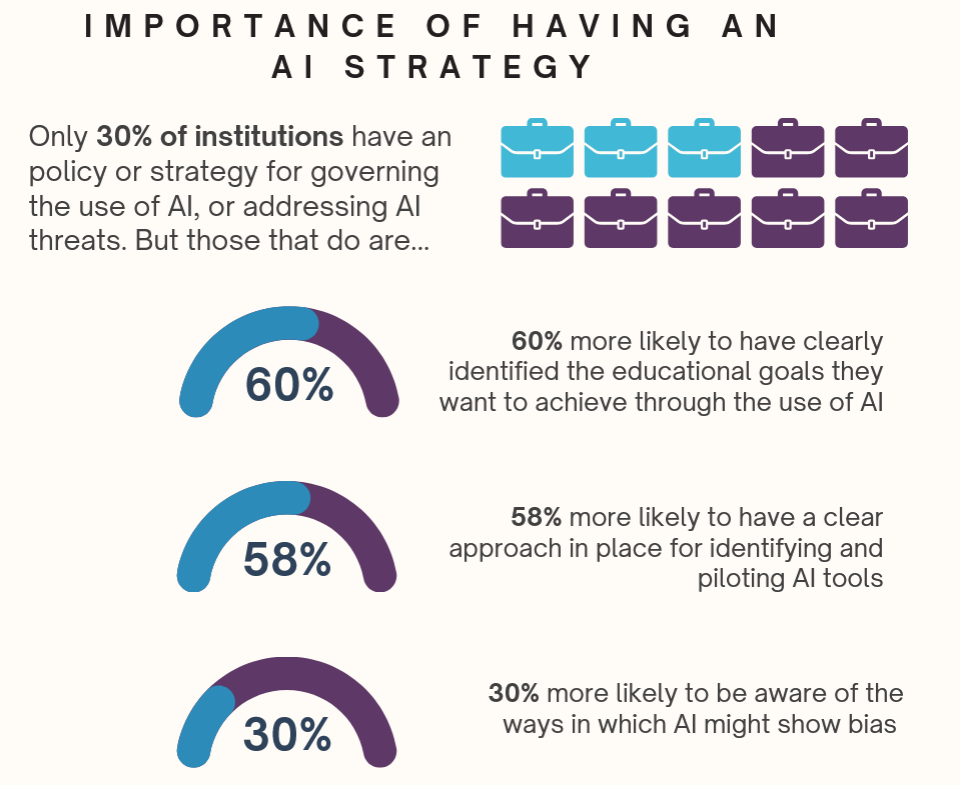 IMPORTANCE OF HAVING AN
AI STRATEGY
Only 30% of institutions have an
policy or strategy for governing
the use of AI, or addressing AI
threats. But those that do are...
60%
60% more likely to have clearly
identified the educational goals they
want to achieve through the use of AI
58%
58% more likely to have a clear
approach in place for identifying and
piloting AI tools
30%
30% more likely to be aware of the
ways in which AI might show bias